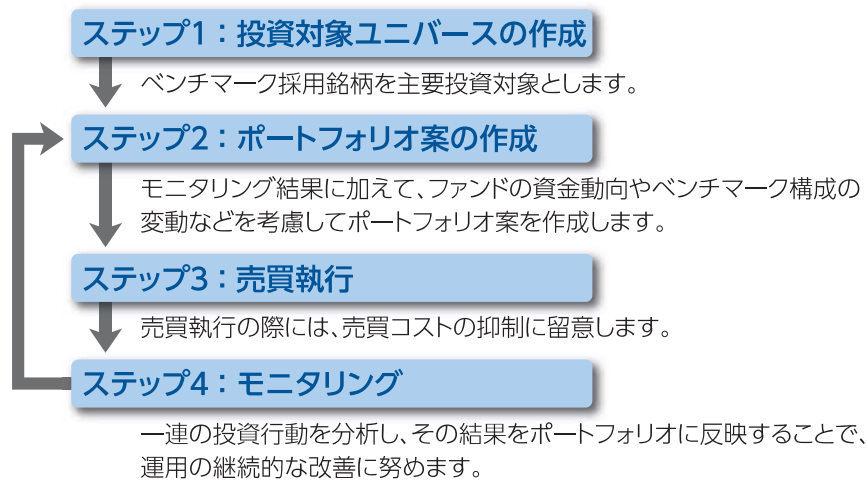 ステップ1：投資対象ユニバースの作成
ベンチマーク採用銘柄を主要投資対象とします。
ステップ2：ポートフォリオ案の作成
モニタリング結果に加えて、ファンドの資金動向やベンチマーク構成の
変動などを考慮してポートフォリオ案を作成します。
ステップ3：売買執行
売買執行の際には、売買コストの抑制に留意します。
ステップ4：モニタリング
一連の投資行動を分析し、その結果をポートフォリオに反映することで、
運用の継続的な改善に努めます。